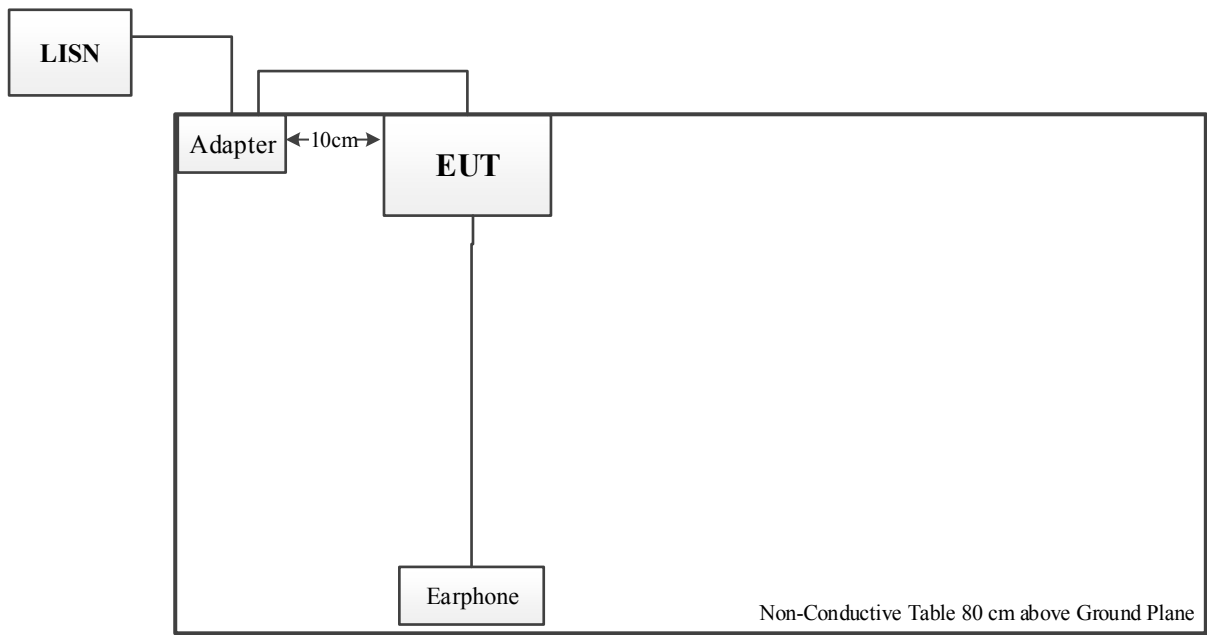 LISN
Adapter
10cm
EUT
Earphone
Non-Conductive Table 80 cm above Ground Plane